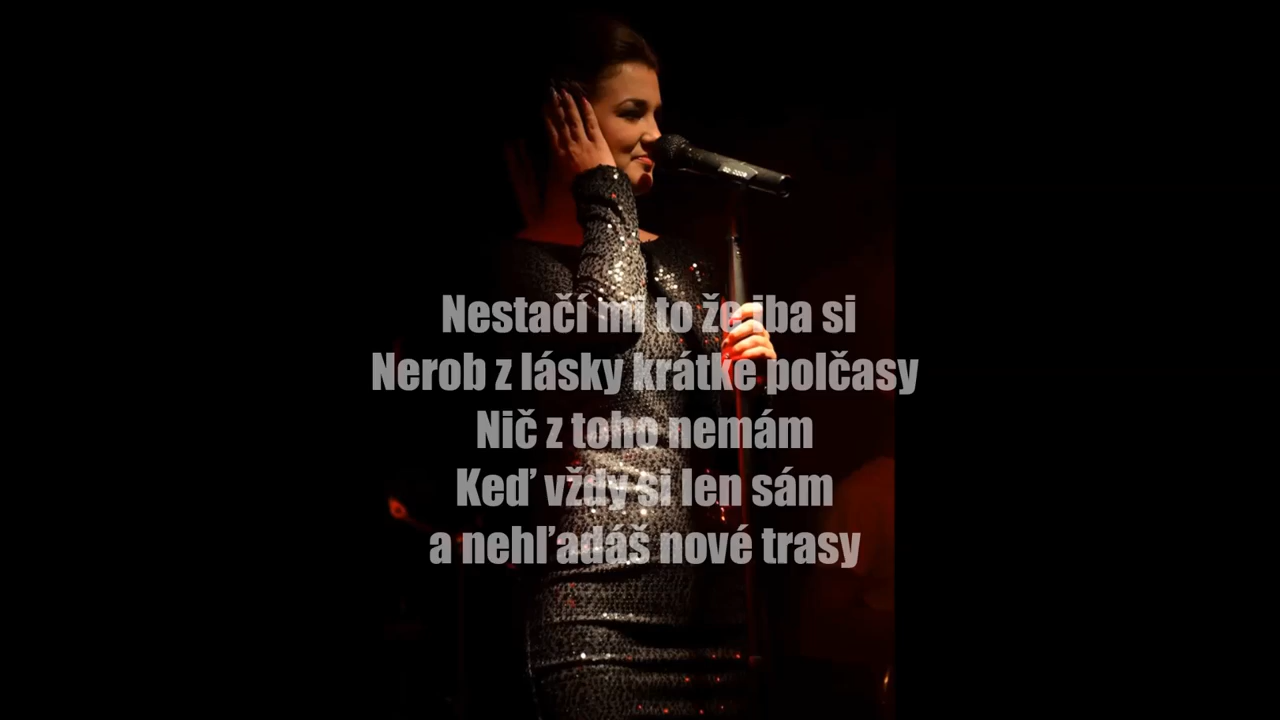 Nestačí mi to že iba si
Nerob z lásky krátke polčasy
Nič z toho nemám
Keď vždy si len sám
a nehľadáš nové trasy